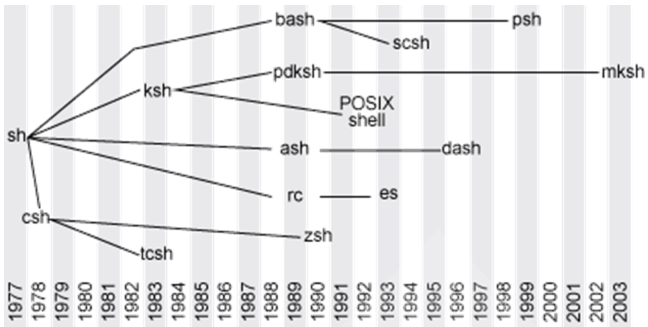 bash
psh
scsh
pdksh
mksh
ksh
POSIX
shell
sh
ash
dash
rc
es
csh
zsh
tcsh
1977
1978
1979
1980
1981
1982
1983
1984
1985
1986
1987
1988
1989
1990
1991
1992
1993
1994
1995
1996
1997
1998
1999
2000
2001
2002
2003